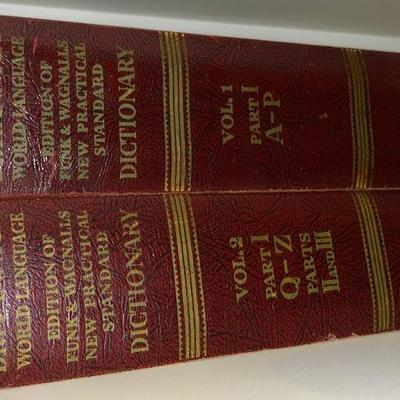 WORLD LANGUAGE
EDITION OF
FUNK & WAGNALLS
NEW PRACTICAL
STANDARD
DICTIONARY
VOL. 1
PART I
A-P
WORLD LANGUAGE
EDITION OF
FUNK & WAGNALLS
NEW PRACTICAL
STANDARD
DICTIONARY
VOL. 2
PART I
Q-Z
PARTS
II and III